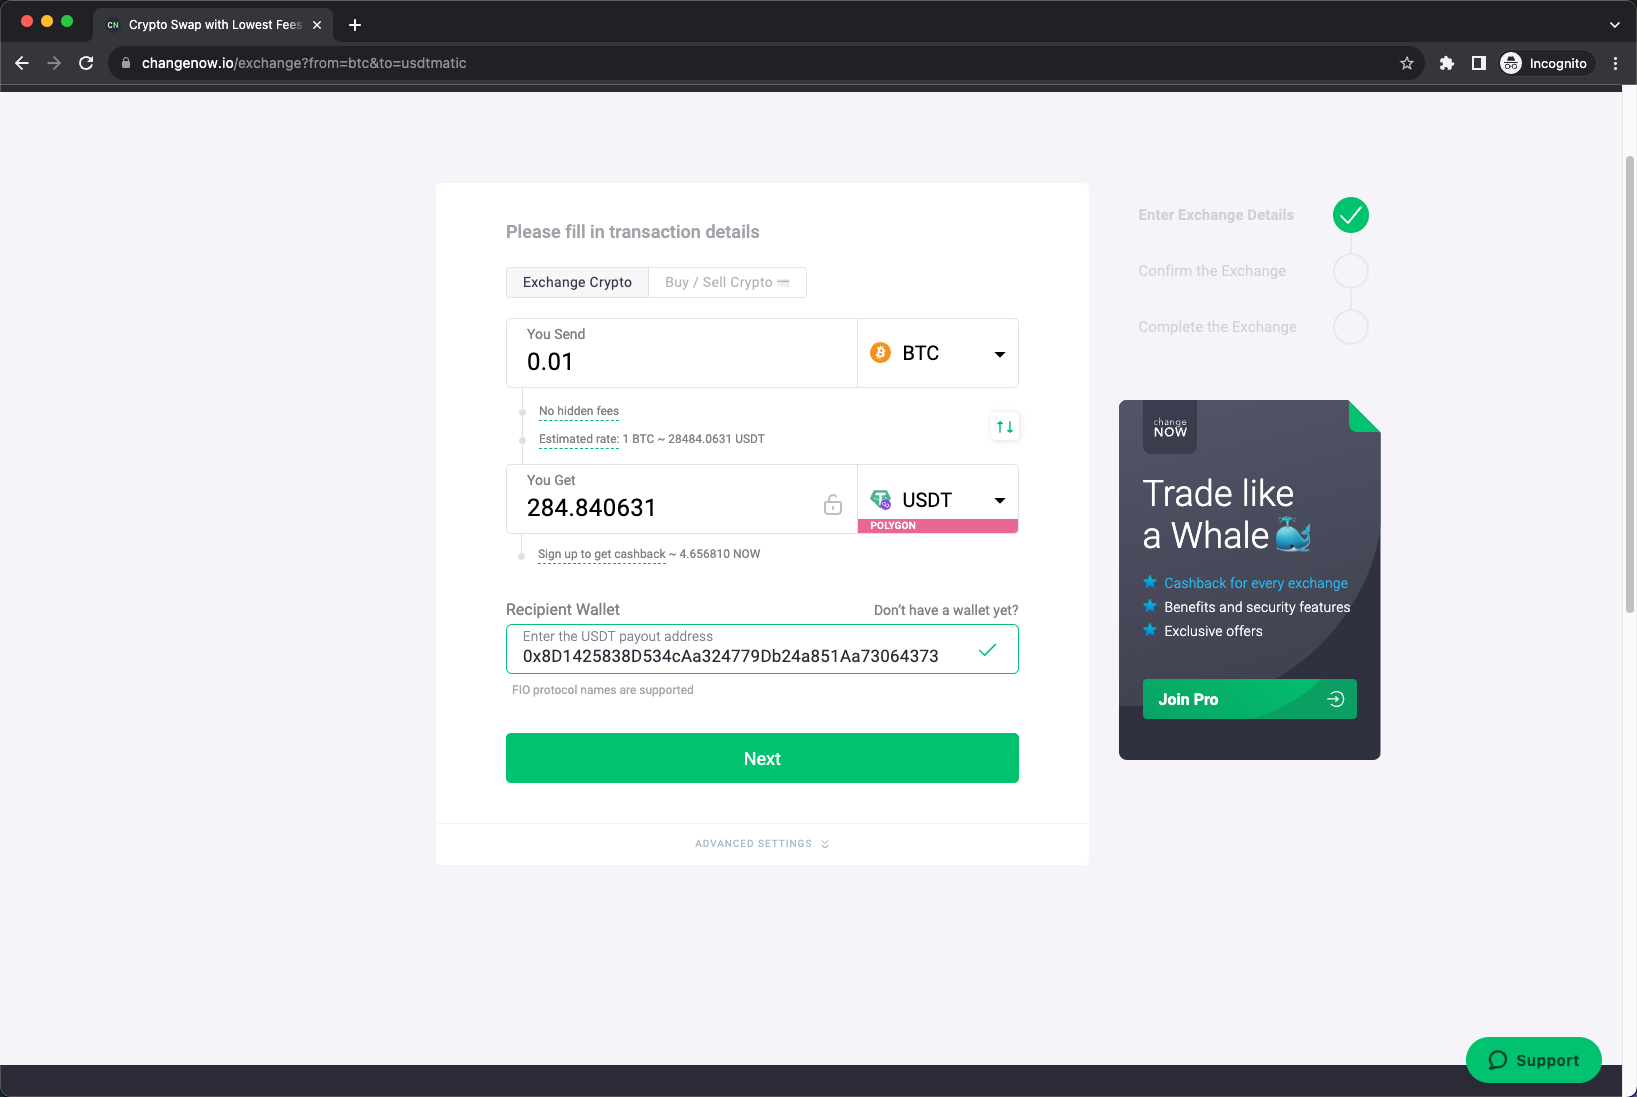 CN Crypto Swap with Lowest Fees
changenow.io/exchange?from=btc&to=usdtmatic
Incognito
Please fill in transaction details
Exchange Crypto
Buy / Sell Crypto
You Send
0.01
BTC
No hidden fees
Estimated rate: 1 BTC ~ 28484.0631 USDT
You Get
284.840631
USDT
POLYGON
Sign up to get cashback ~ 4.656810 NOW
Recipient Wallet
Don't have a wallet yet?
Enter the USDT payout address
0x8D1425838D534cAa324779Db24a851Aa73064373
FIO protocol names are supported
Next
ADVANCED SETTINGS
Enter Exchange Details
Confirm the Exchange
Complete the Exchange
change
NOW
Trade like
a Whale
Cashback for every exchange
Benefits and security features
Exclusive offers
Join Pro
Support